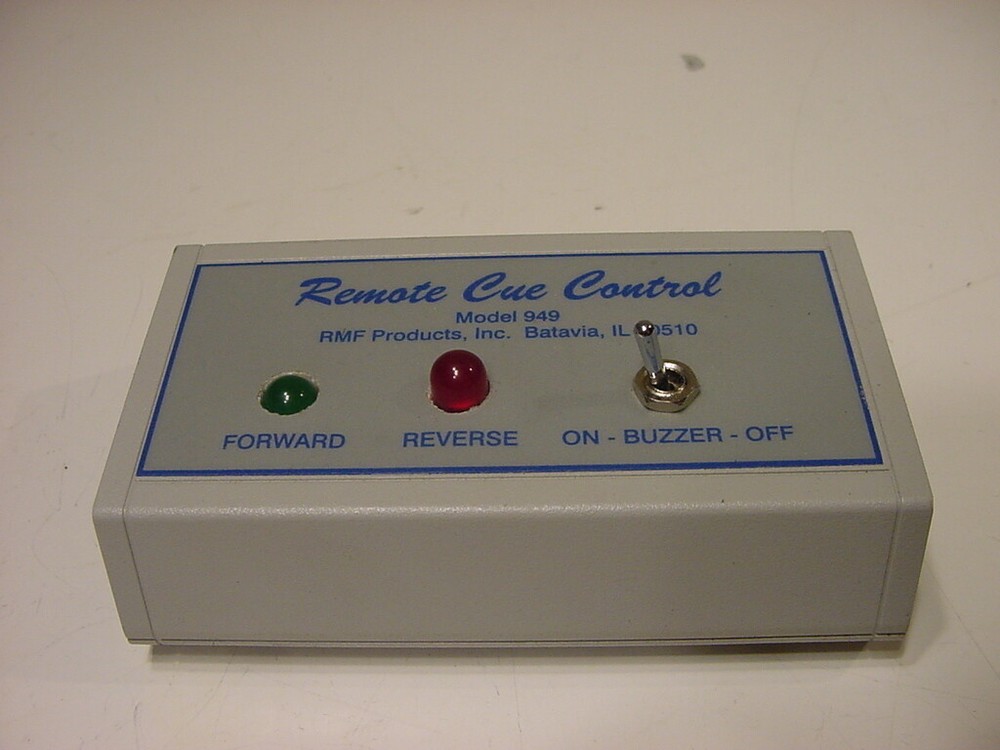 Remote Cue Control
Model 949
RMF Products, Inc. Batavia, IL
FORWARD REVERSE ON - BUZZER - OFF